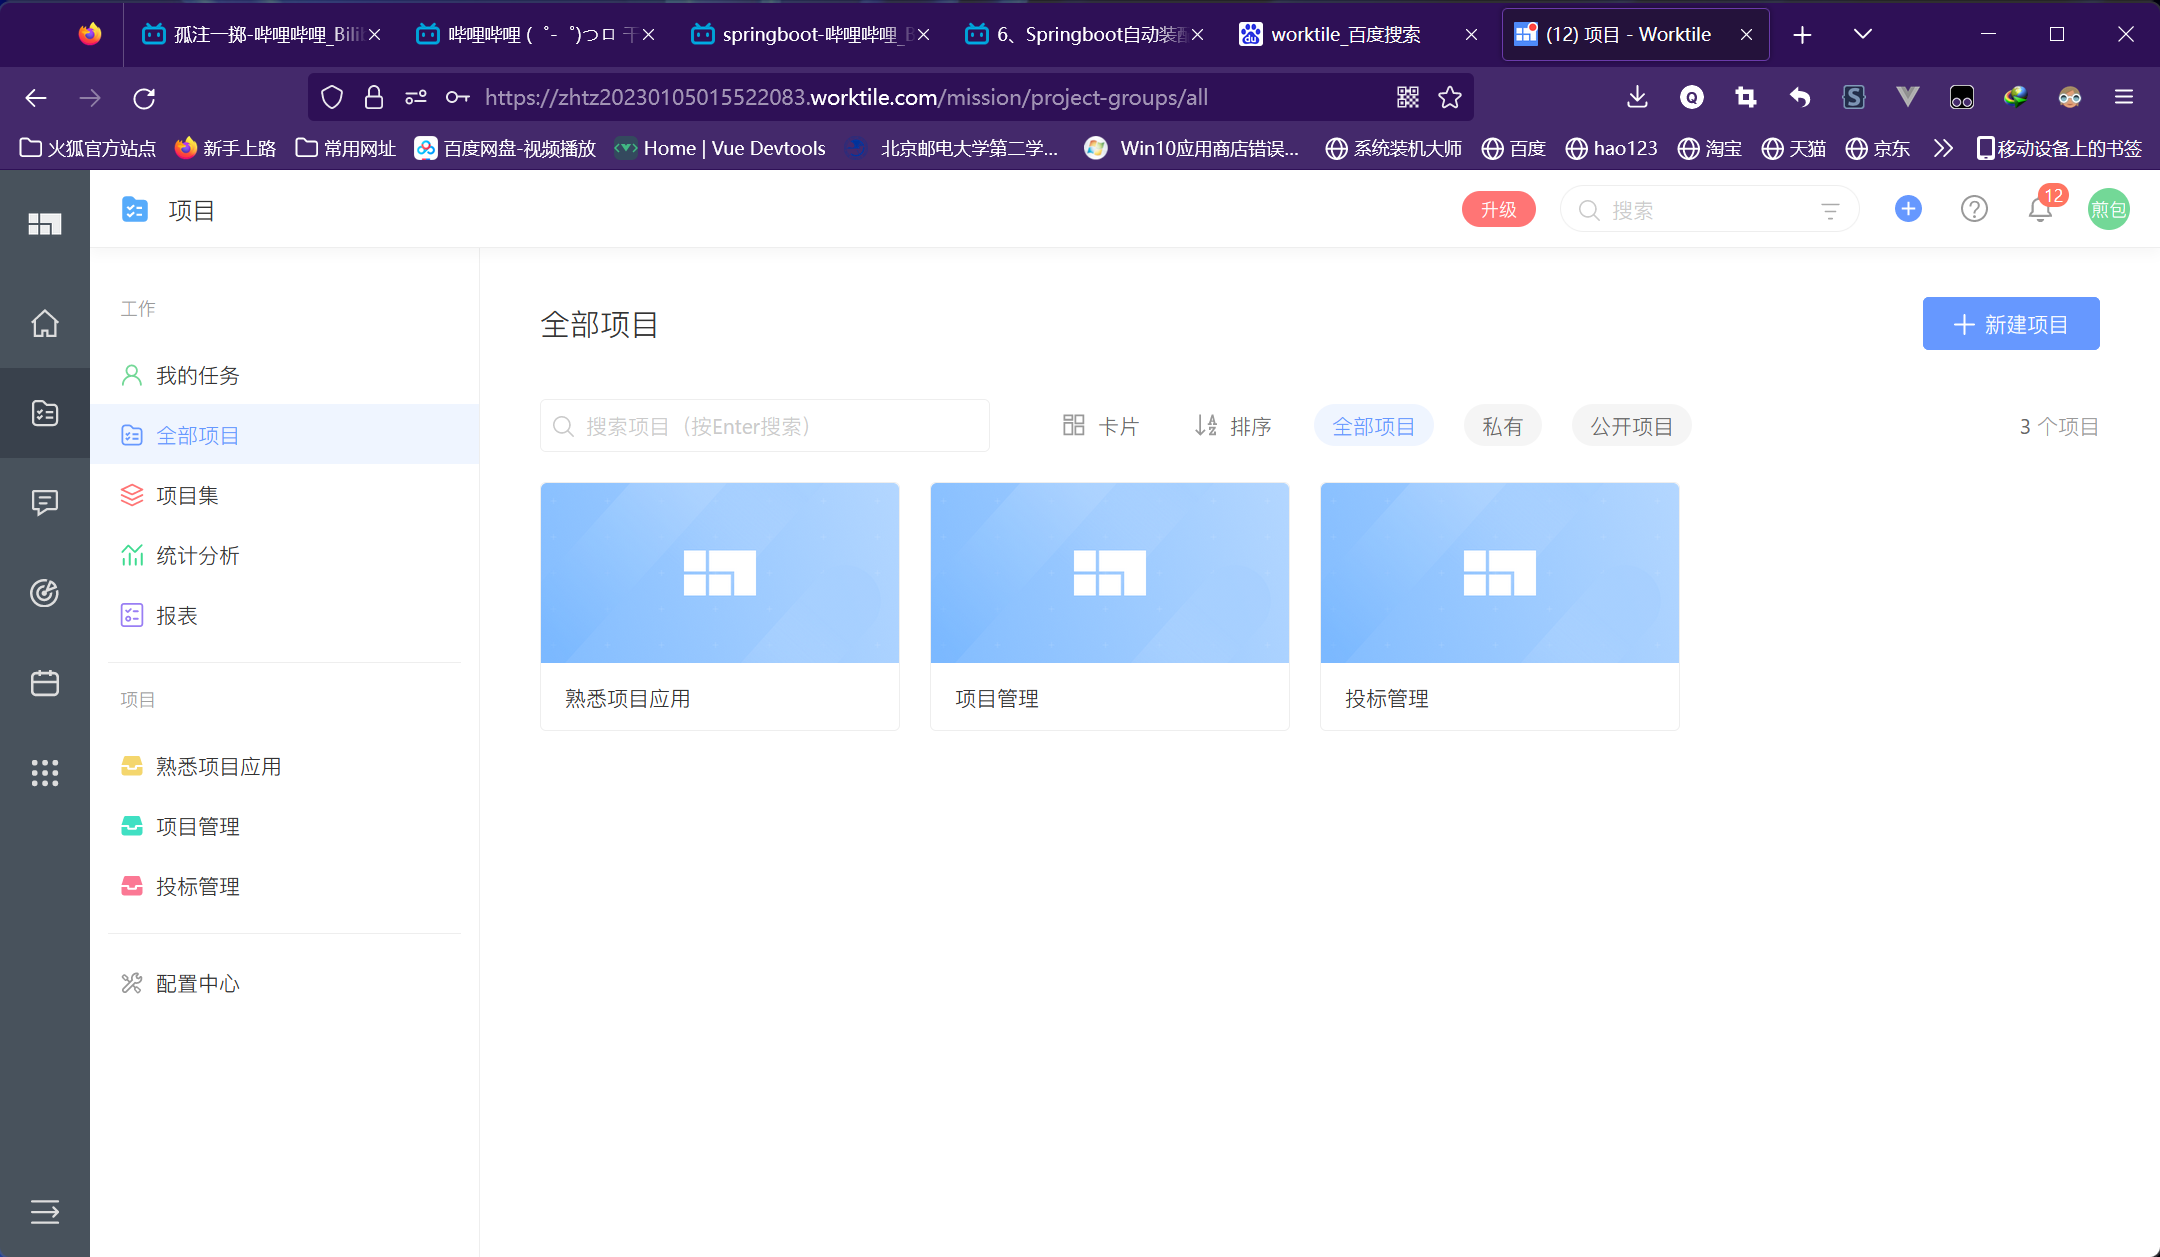 孤注一掷-哔哩哔哩_Bili
哔哩哔哩 (゜-゜)つロ 干
springboot-哔哩哔哩_B
6、Springboot自动装配
worktile_百度搜索
(12) 项目 - Worktile
https://zhtz20230105015522083.worktile.com/mission/project-groups/all
火狐官方站点
新手上路
常用网址
百度网盘-视频播放
Home | Vue Devtools
北京邮电大学第二学...
Win10应用商店错误...
系统装机大师
百度
hao123
淘宝
天猫
京东
移动设备上的书签
项目
升级
搜索
12
煎包
工作
我的任务
全部项目
项目集
统计分析
报表
项目
熟悉项目应用
项目管理
投标管理
配置中心
全部项目
新建项目
搜索项目（按Enter搜索）
卡片
排序
全部项目
私有
公开项目
3 个项目
熟悉项目应用
项目管理
投标管理